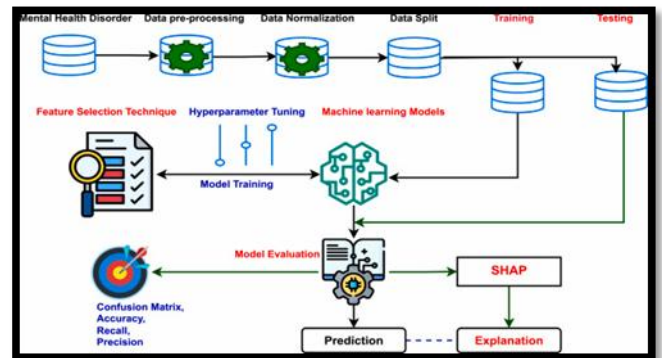 Mental Health Disorder
Data pre-processing
Data Normalization
Data Split
Training
Testing
Feature Selection Technique
Hyperparameter Tuning
Machine learning Models
Model Training
Model Evaluation
SHAP
Confusion Matrix,
Accuracy,
Recall,
Precision
Prediction
Explanation